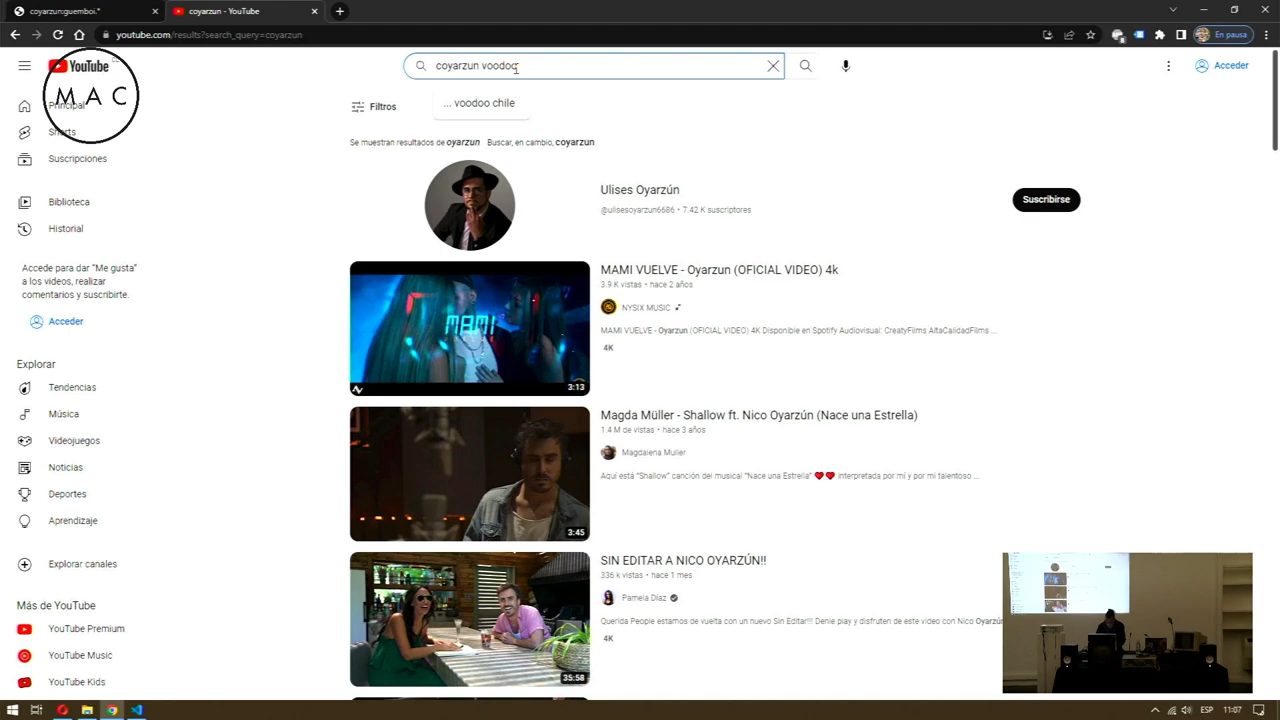 coyarzun:guemboi.*
coyarzun - YouTube
youtube.com/results?search_query=coyarzun
En pausa
YouTube
CL
MAC
coyarzun voodoo
... voodoo chile
Acceder
Principal
Shorts
Suscripciones
Biblioteca
Historial
Accede para dar “Me gusta”
a los videos, realizar
comentarios y suscribirte.
Acceder
Explorar
Tendencias
Música
Videojuegos
Noticias
Deportes
Aprendizaje
Explorar canales
Más de YouTube
YouTube Premium
YouTube Music
YouTube Kids
Filtros
Se muestran resultados de oyarzun Buscar, en cambio, coyarzun
Ulises Oyarzún
@ulisesoyarzun6686 • 7.42 K suscriptores
Suscribirse
MAMI
3:13
MAMI VUELVE - Oyarzun (OFICIAL VIDEO) 4k
3.9 K vistas • hace 2 años
NYSIX MUSIC
MAMI VUELVE - Oyarzun (OFICIAL VIDEO) 4K Disponible en Spotify Audiovisual: CreatyFilms AltaCalidadFilms ...
4K
3:45
Magda Müller - Shallow ft. Nico Oyarzún (Nace una Estrella)
1.4 M de vistas • hace 3 años
Magdalena Muller
Aquí está “Shallow” canción del musical “Nace una Estrella” ❤️❤️ interpretada por mí y por mi talentoso ...
35:58
SIN EDITAR A NICO OYARZÚN!!
336 k vistas • hace 1 mes
Pamela Díaz
Querida People estamos de vuelta con un nuevo Sin Editar!!! Denle play y disfruten de este video con Nico Oyarzún
4K
ESP
11:07